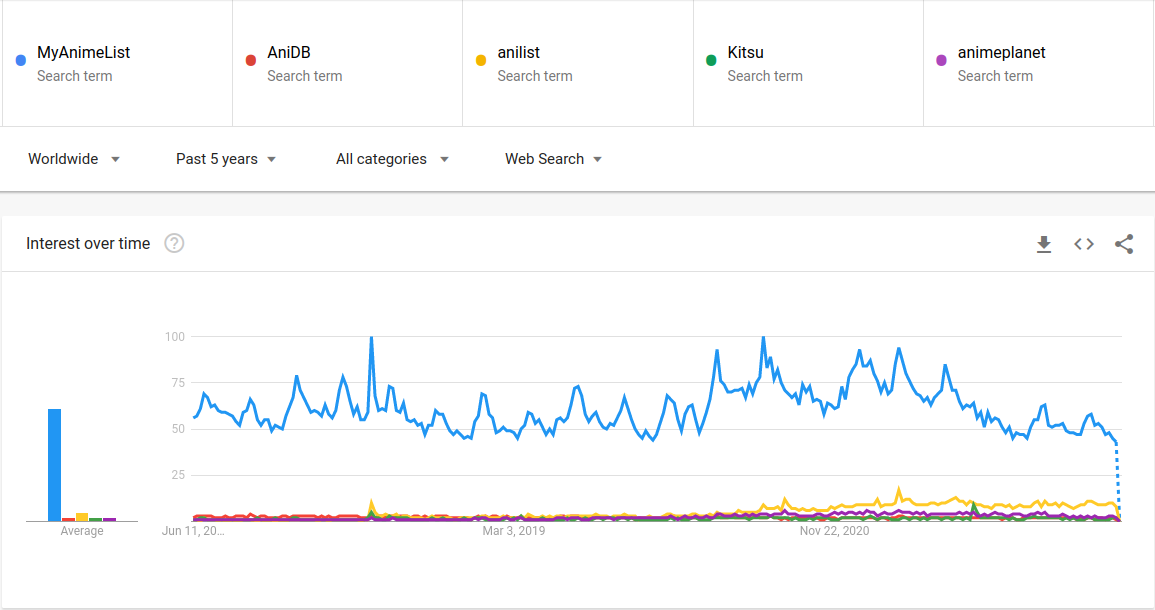 MyAnimeList
Search term
AniDB
Search term
anilist
Search term
Kitsu
Search term
animeplanet
Search term
Worldwide
Past 5 years
All categories
Web Search
Interest over time
?
100
75
50
25
Average
Jun 11, 20...
Mar 3, 2019
Nov 22, 2020